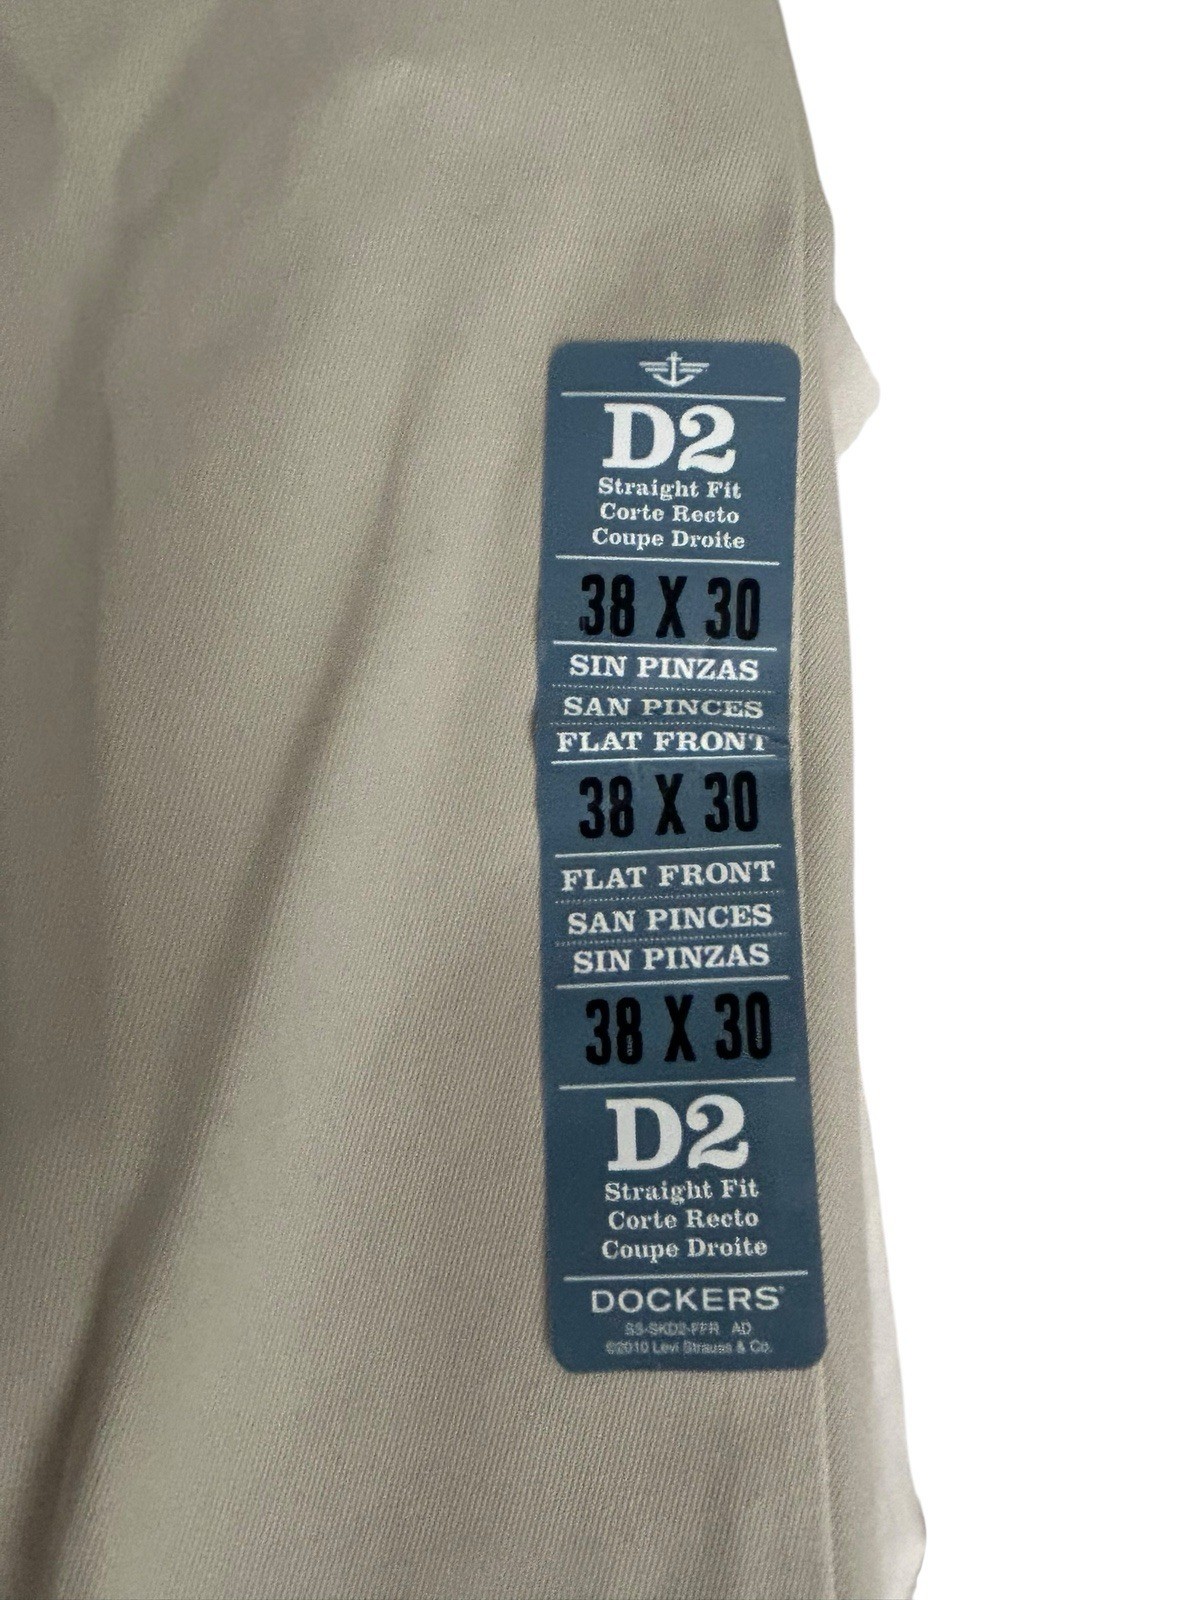 D2
Straight Fit
Corte Recto
Coupe Droite
38 X 30
SIN PINZAS
SAN PINCES
FLAT FRONT
38 X 30
FLAT FRONT
SAN PINCES
SIN PINZAS
38 X 30
D2
Straight Fit
Corte Recto
Coupe Droite
DOCKERS®
SS-SKD2-FFR AD
©2010 Levi Strauss & Co.